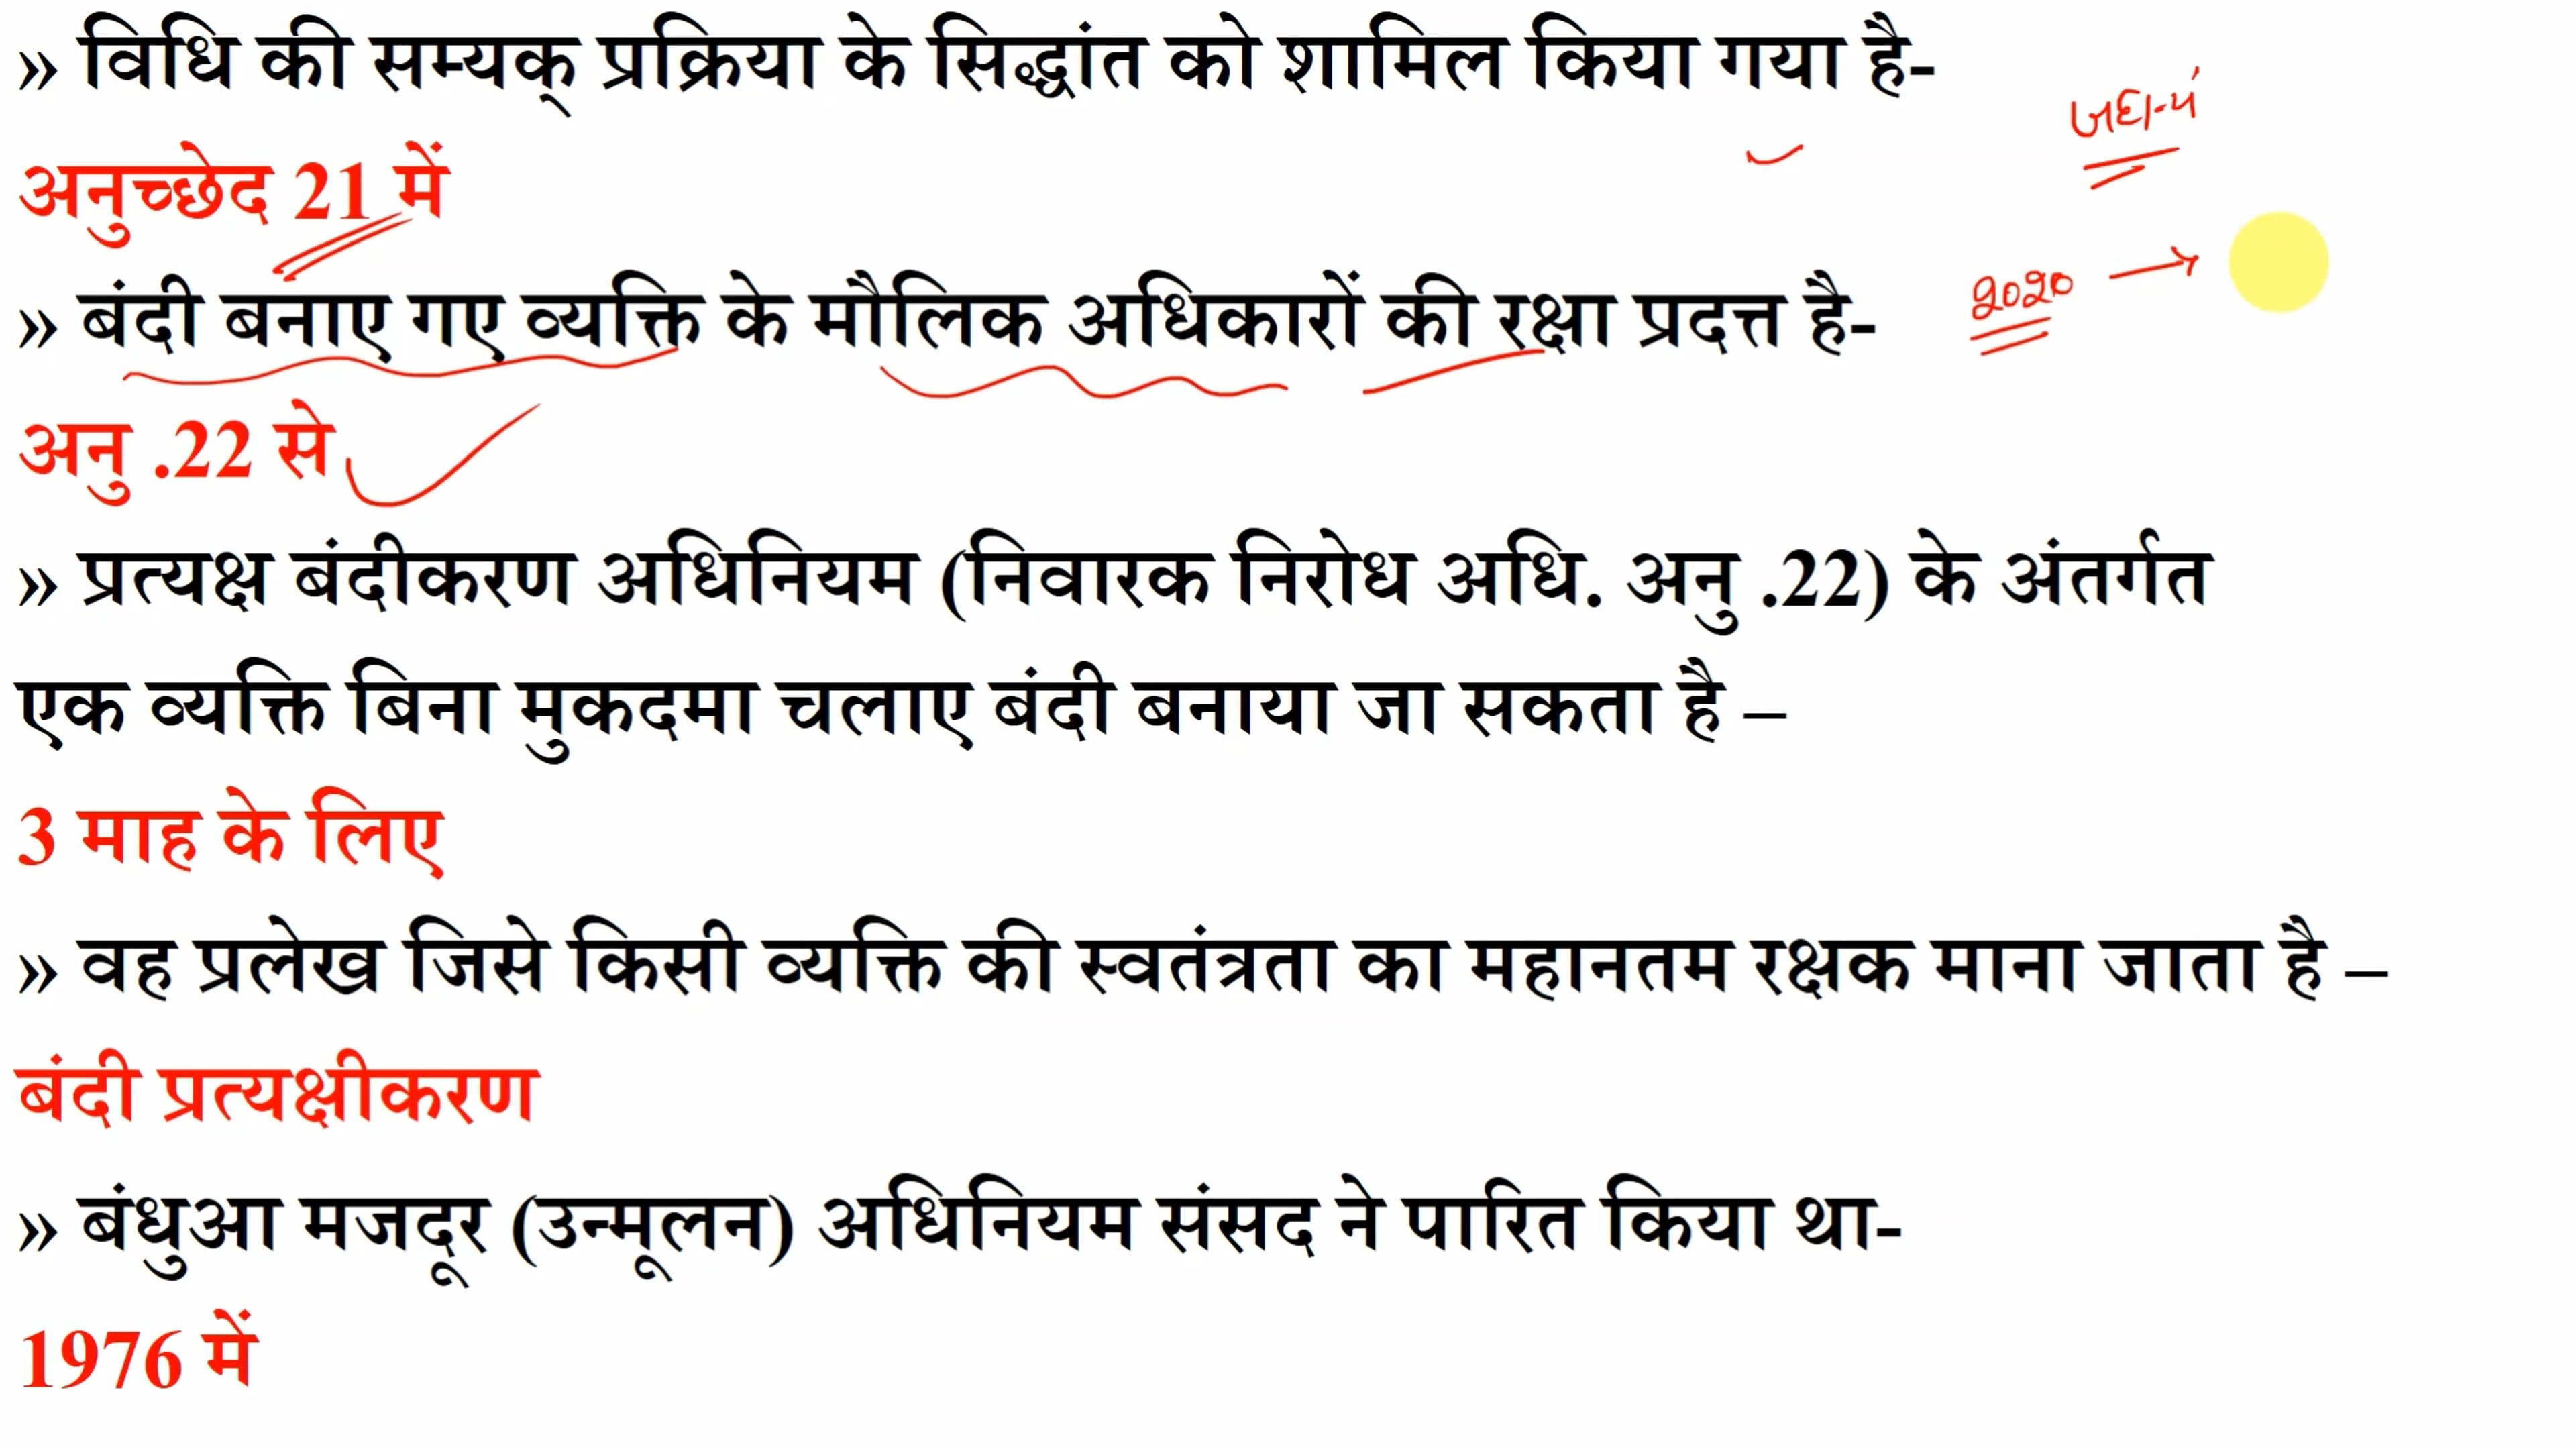 » विधि की सम्यक् प्रक्रिया के सिद्धांत को शामिल किया गया है-
अनुच्छेद 21 में
» बंदी बनाए गए व्यक्ति के मौलिक अधिकारों की रक्षा प्रदत्त है-
2020 →
अनु .22 से
» प्रत्यक्ष बंदीकरण अधिनियम (निवारक निरोध अधि. अनु .22) के अंतर्गत
एक व्यक्ति बिना मुकदमा चलाए बंदी बनाया जा सकता है –
3 माह के लिए
» वह प्रलेख जिसे किसी व्यक्ति की स्वतंत्रता का महानतम रक्षक माना जाता है –
बंदी प्रत्यक्षीकरण
» बंधुआ मजदूर (उन्मूलन) अधिनियम संसद ने पारित किया था-
1976 में